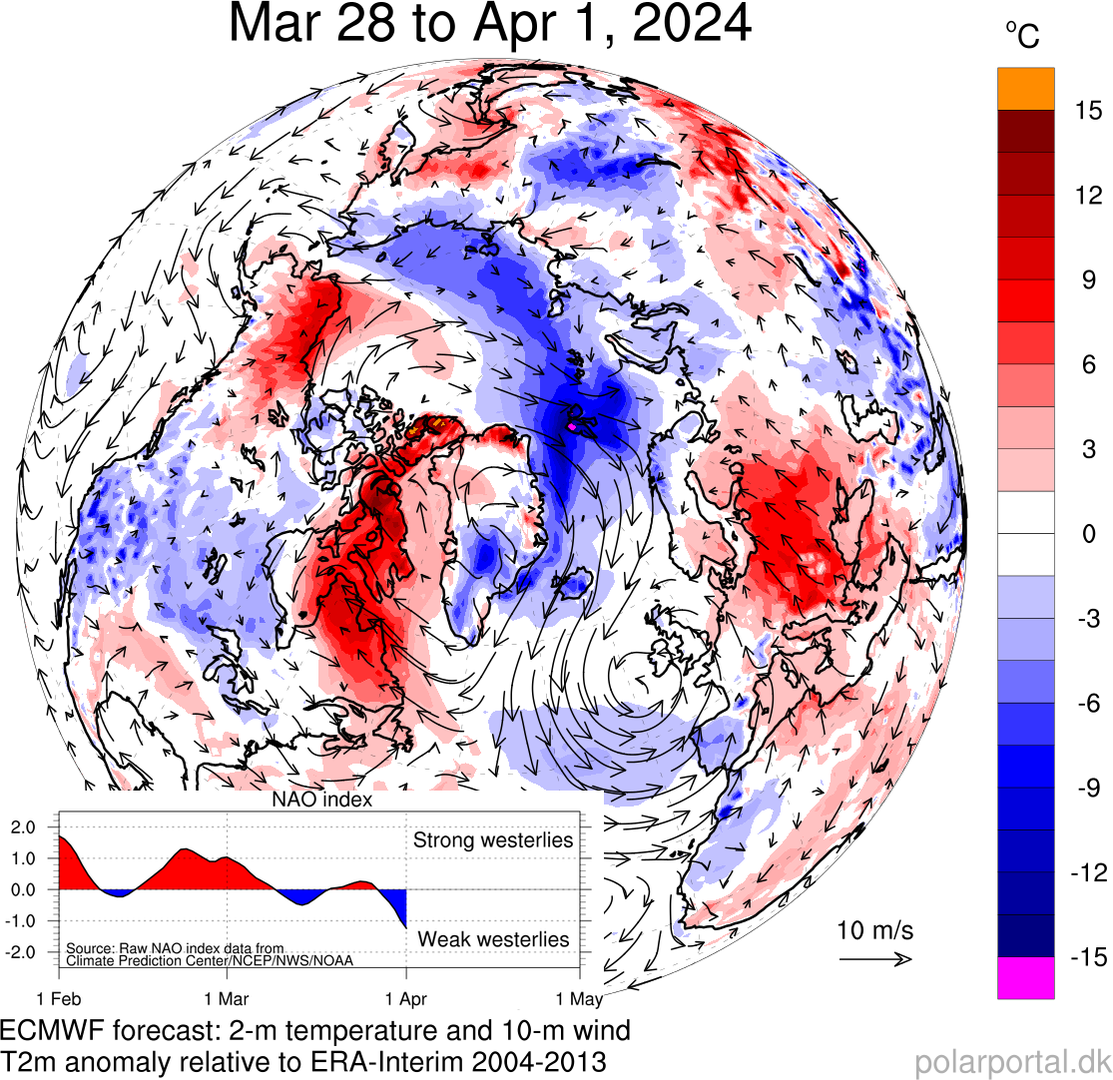 Mar 28 to Apr 1, 2024
°C
15
12
9
6
3
0
-3
-6
-9
-12
-15
10 m/s
NAO index
2.0
1.0
0.0
-1.0
-2.0
Strong westerlies
Weak westerlies
Source: Raw NAO index data from
Climate Prediction Center/NCEP/NWS/NOAA
1 Feb
1 Mar
1 Apr
1 May
ECMWF forecast: 2-m temperature and 10-m wind
T2m anomaly relative to ERA-Interim 2004-2013
polarportal.dk